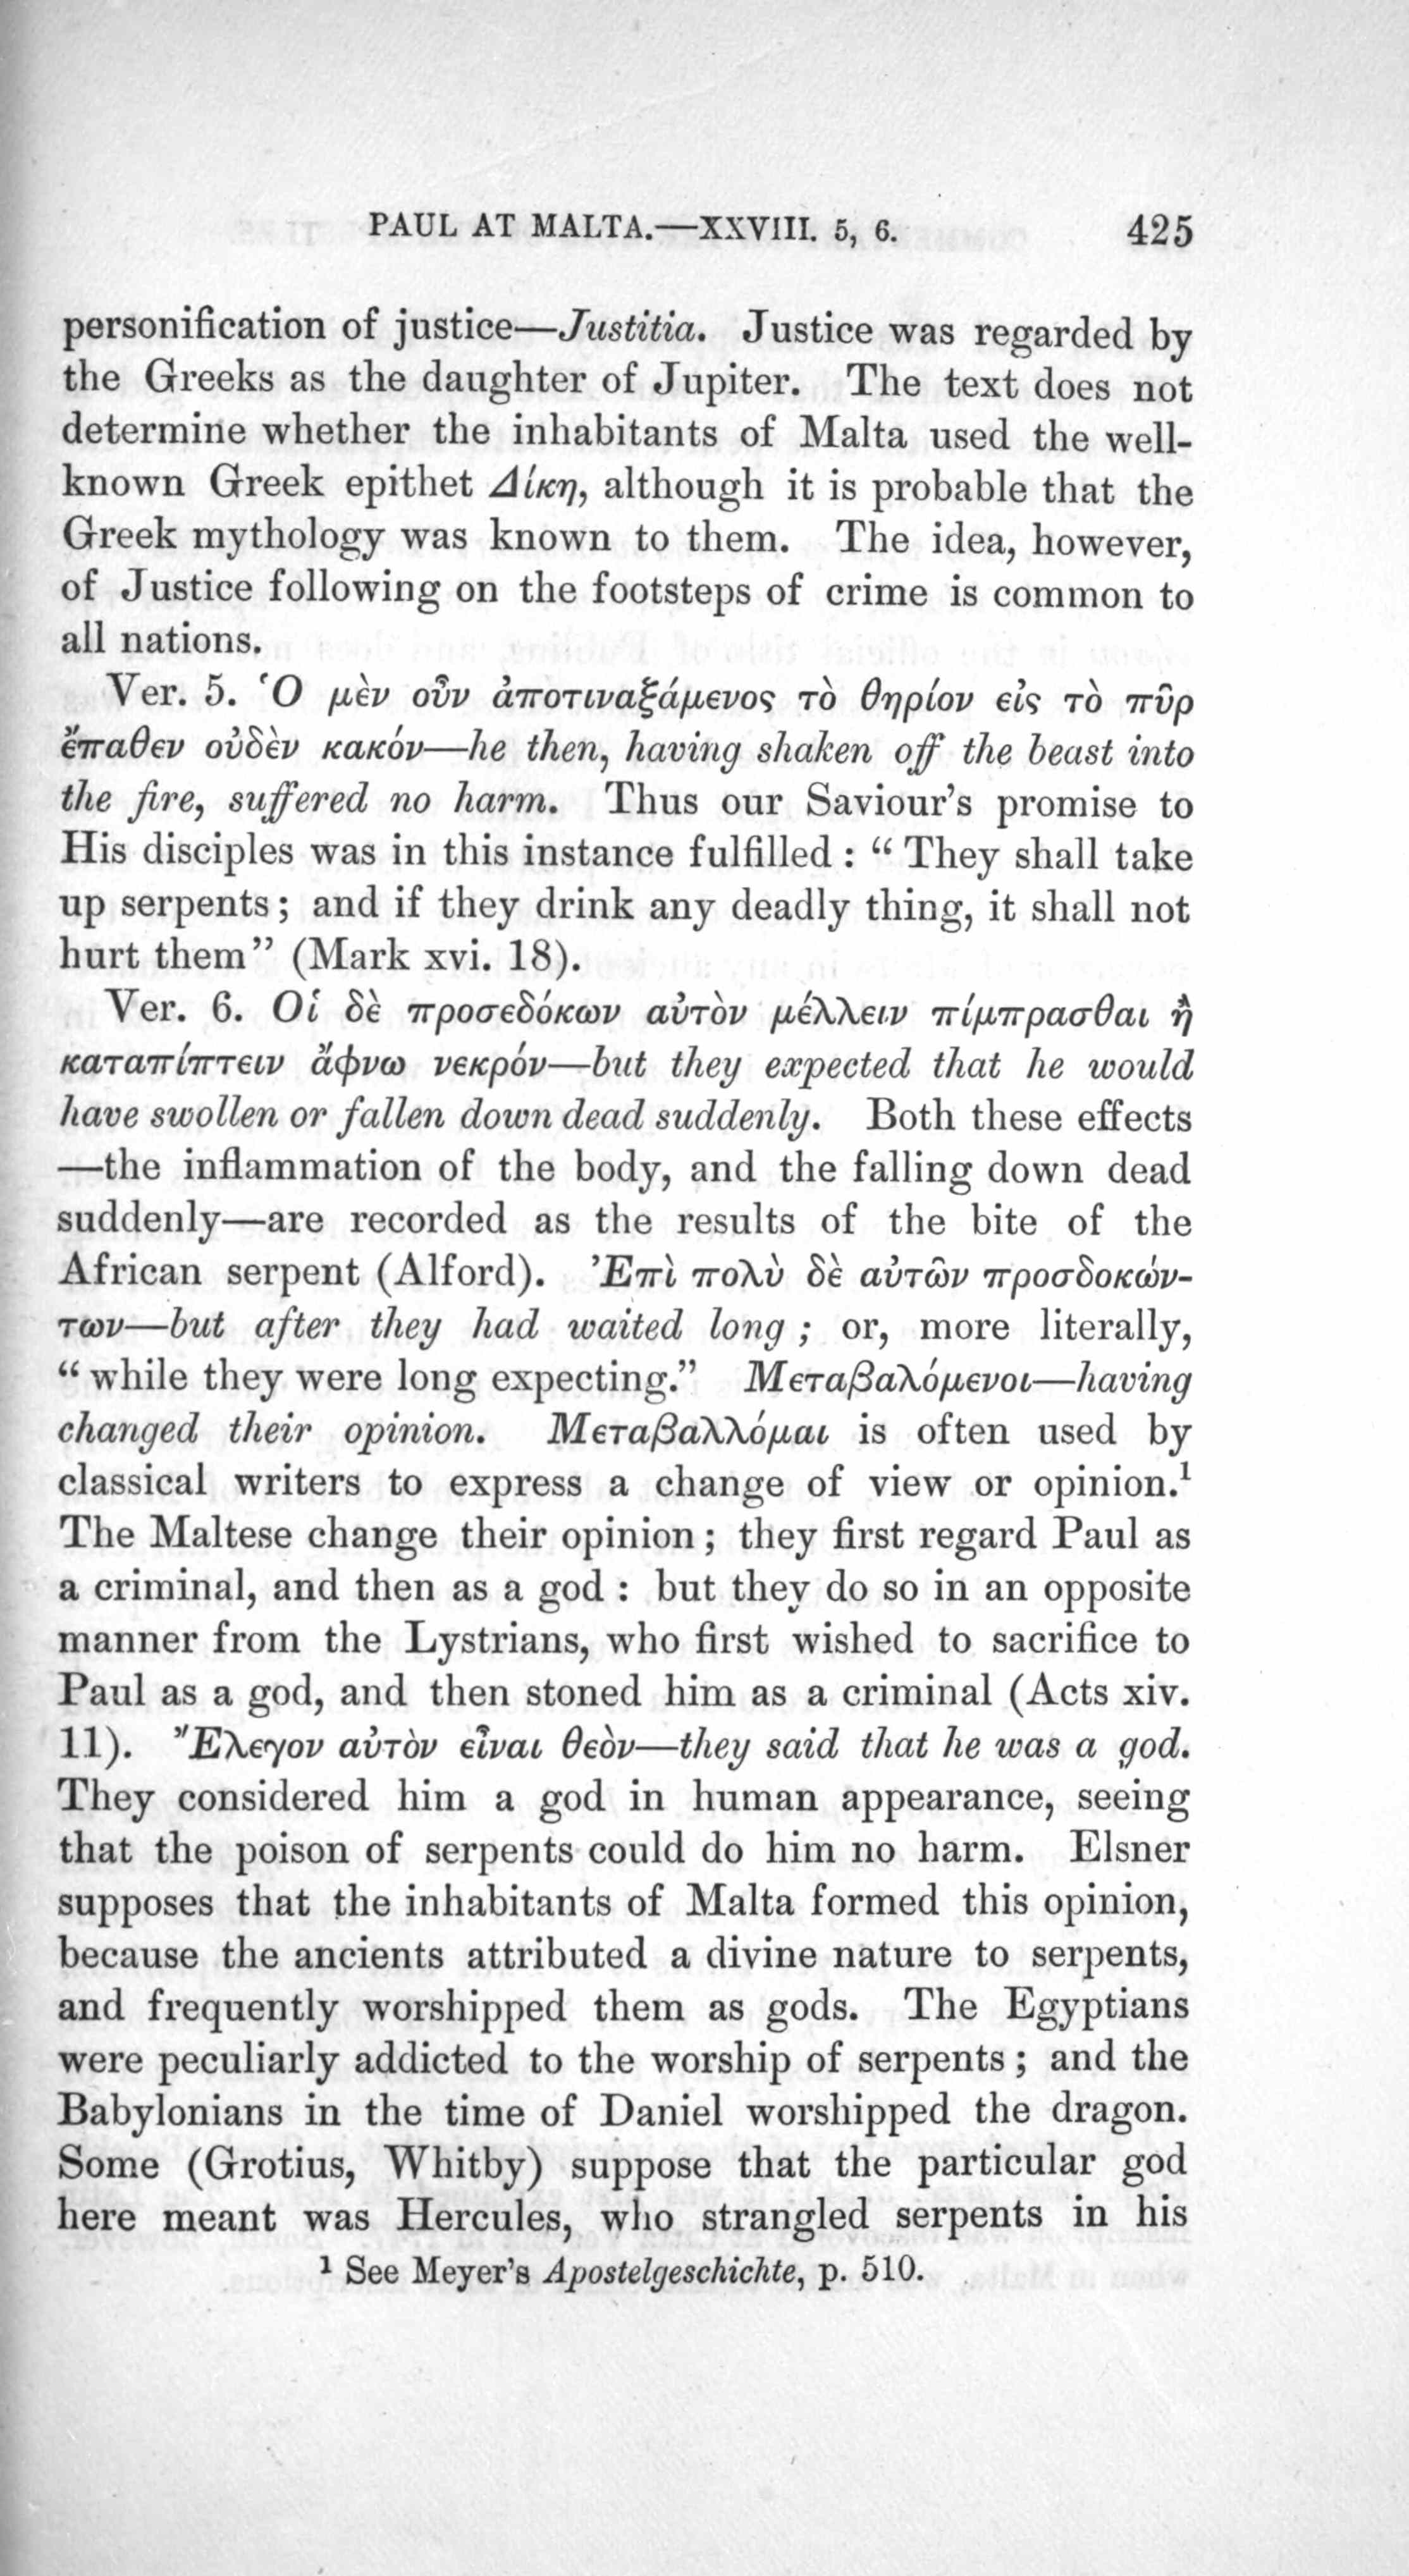 PAUL AT MALTA.—XXVIII. 5, 6. 425
personification of justice—Justitia. Justice was regarded by
the Greeks as the daughter of Jupiter. The text does not
determine whether the inhabitants of Malta used the well-
known Greek epithet Δίκη, although it is probable that the
Greek mythology was known to them. The idea, however,
of Justice following on the footsteps of crime is common to
all nations.
Ver. 5. Ὁ μὲν οὖν ἀποτιναξάμενος τὸ θηρίον εἰς τὸ πῦρ
ἔπαθεν οὐδὲν κακόν—he then, having shaken off the beast into
the fire, suffered no harm. Thus our Saviour's promise to
His disciples was in this instance fulfilled : “ They shall take
up serpents ; and if they drink any deadly thing, it shall not
hurt them” (Mark xvi. 18).
Ver. 6. Οἱ δὲ προσεδόκων αὐτὸν μέλλειν πίμπρασθαι ἢ
καταπίπτειν ἄφνω νεκρόν—but they expected that he would
have swollen or fallen down dead suddenly. Both these effects
—the inflammation of the body, and the falling down dead
suddenly—are recorded as the results of the bite of the
African serpent (Alford). Ἐπὶ πολὺ δὲ αὐτῶν προσδοκών-
των—but after they had waited long ; or, more literally,
“ while they were long expecting.” Μεταβαλόμενοι—having
changed their opinion. Μεταβαλλόμαι is often used by
classical writers to express a change of view or opinion.¹
The Maltese change their opinion ; they first regard Paul as
a criminal, and then as a god : but they do so in an opposite
manner from the Lystrians, who first wished to sacrifice to
Paul as a god, and then stoned him as a criminal (Acts xiv.
11). Ἔλεγον αὐτὸν εἶναι θεὸν—they said that he was a god.
They considered him a god in human appearance, seeing
that the poison of serpents could do him no harm. Elsner
supposes that the inhabitants of Malta formed this opinion,
because the ancients attributed a divine nature to serpents,
and frequently worshipped them as gods. The Egyptians
were peculiarly addicted to the worship of serpents ; and the
Babylonians in the time of Daniel worshipped the dragon.
Some (Grotius, Whitby) suppose that the particular god
here meant was Hercules, who strangled serpents in his
¹ See Meyer's Apostelgeschichte, p. 510.